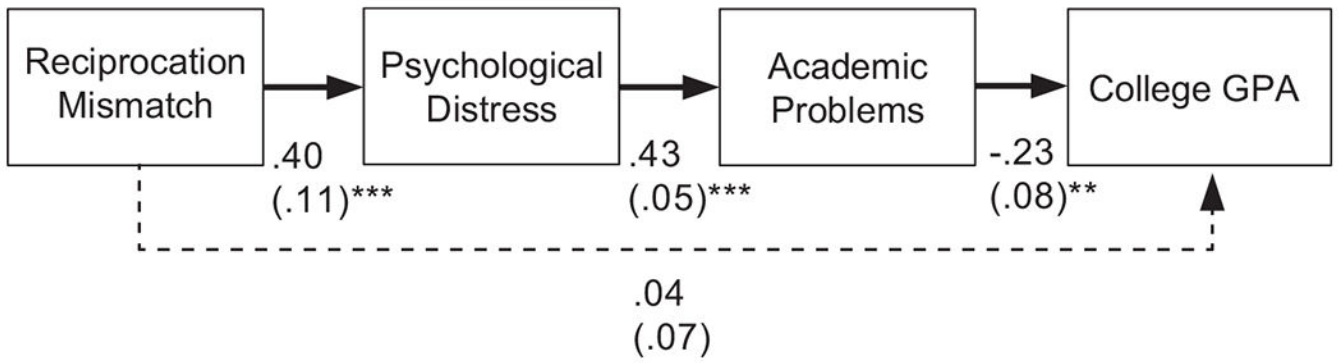 Reciprocation
Mismatch
Psychological
Distress
Academic
Problems
College GPA
.40
(.11)***
.43
(.05)***
-.23
(.08)**
.04
(.07)